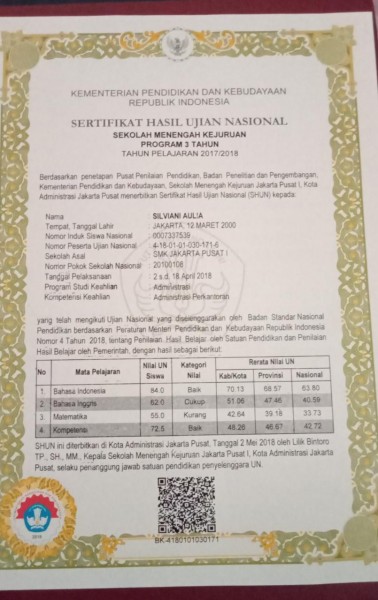 KEMENTERIAN PENDIDIKAN DAN KEBUDAYAAN
REPUBLIK INDONESIA
SERTIFIKAT HASIL UJIAN NASIONAL
SEKOLAH MENENGAH KEJURUAN
PROGRAM 3 TAHUN
TAHUN PELAJARAN 2017/2018
Berdasarkan penetapan Pusat Penilaian Pendidikan, Badan Penelitian dan Pengembangan,
Kementerian Pendidikan dan Kebudayaan, Sekolah Menengah Kejuruan Jakarta Pusat I, Kota
Administrasi Jakarta Pusat menerbitkan Sertifikat Hasil Ujian Nasional (SHUN) kepada:
Nama : SILVIANI AULIA
Tempat, Tanggal Lahir : JAKARTA, 12 MARET 2000
Nomor Induk Siswa Nasional : 0007337539
Nomor Peserta Ujian Nasional : 4-18-01-01-030-171-6
Sekolah Asal : SMK JAKARTA PUSAT I
Nomor Pokok Sekolah Nasional : 20100106
Tanggal Pelaksanaan : 2 s.d. 18 April 2018
Program Studi Keahlian : Administrasi
Kompetensi Keahlian : Administrasi Perkantoran
yang telah mengikuti Ujian Nasional yang diselenggarakan oleh Badan Standar Nasional
Pendidikan berdasarkan Peraturan Menteri Pendidikan dan Kebudayaan Republik Indonesia
Nomor 4 Tahun 2018, tentang Penilaian Hasil Belajar oleh Satuan Pendidikan dan Penilaian
Hasil Belajar oleh Pemerintah, dengan hasil sebagai berikut:
No Mata Pelajaran Nilai UN Siswa Kategori Nilai Rerata Nilai UN
Kab/Kota Provinsi Nasional
1 Bahasa Indonesia 84.0 Baik 70.13 68.57 63.80
2 Bahasa Inggris 62.0 Cukup 51.06 47.46 40.59
3 Matematika 55.0 Kurang 42.64 39.18 33.73
4 Kompetensi 72.5 Baik 48.26 46.67 42.72
SHUN ini diterbitkan di Kota Administrasi Jakarta Pusat, Tanggal 2 Mei 2018 oleh Lilik Bintoro
TP., SH., MM., Kepala Sekolah Menengah Kejuruan Jakarta Pusat I, Kota Administrasi Jakarta
Pusat, selaku penanggung jawab satuan pendidikan penyelenggara UN.
2018
BK-4180101030171